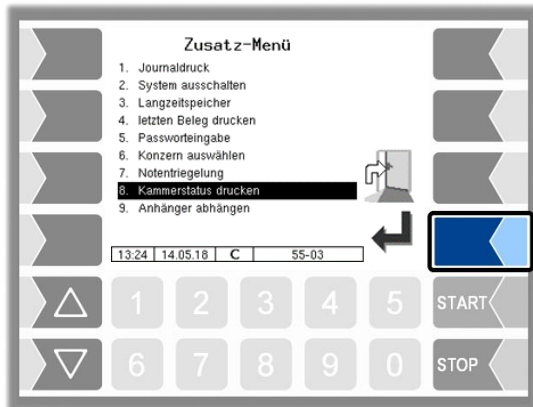 Zusatz-Menü
1. Journaldruck
2. System ausschalten
3. Langzeitspeicher
4. letzten Beleg drucken
5. Passworteingabe
6. Konzern auswählen
7. Notentriegelung
8. Kammerstatus drucken
9. Anhänger abhängen
13:24 14.05.18 C 55-03
1 2 3 4 5 START
6 7 8 9 0 STOP